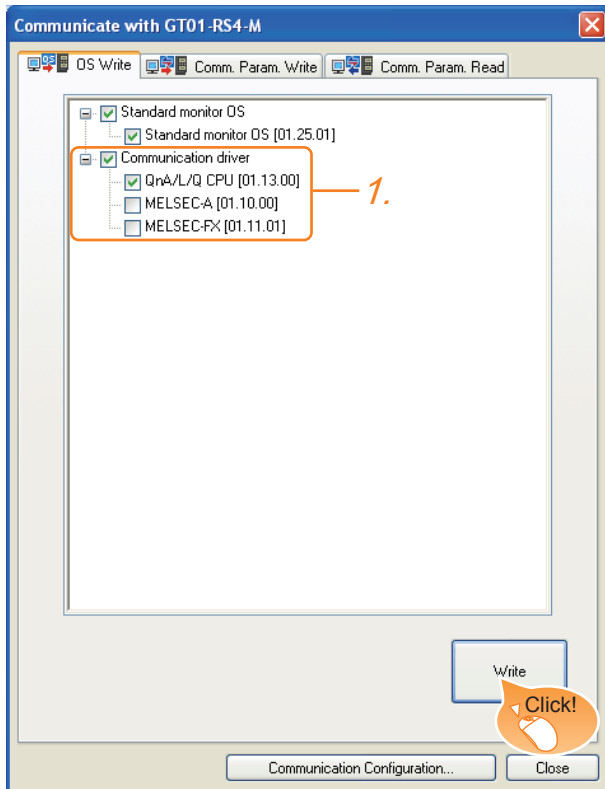 Communicate with GT01-RS4-M
OS Write Comm. Param. Write Comm. Param. Read
Standard monitor OS
Standard monitor OS [01.25.01]
Communication driver
QnA/L/Q CPU [01.13.00]
MELSEC-A [01.10.00]
MELSEC-FX [01.11.01]
1.
Write
Click!
Communication Configuration... Close